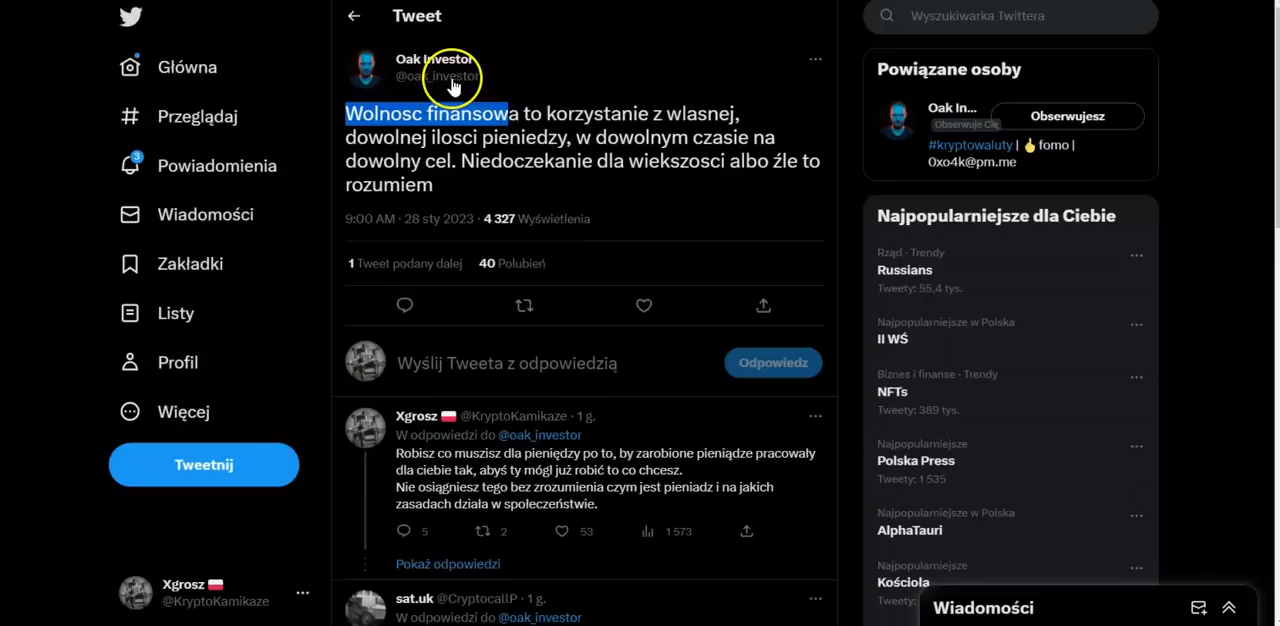 Główna
Przeglądaj
3
Powiadomienia
Wiadomości
Zakładki
Listy
Profil
Więcej
Tweetnij
Xgrosz
@KryptoKamikaze
Tweet
Oak Investor
@oak_investor
Wolnosc finansowa to korzystanie z wlasnej,
dowolnej ilosci pieniedzy, w dowolnym czasie na
dowolny cel. Niedoczekanie dla wiekszosci albo źle to
rozumiem
9:00 AM · 28 sty 2023 · 4 327 Wyświetlenia
1 Tweet podany dalej 40 Polubień
Wyślij Tweeta z odpowiedzią
Odpowiedz
Xgrosz @KryptoKamikaze · 1 g.
W odpowiedzi do @oak_investor
Robisz co musisz dla pieniędzy po to, by zarobione pieniądze pracowały
dla ciebie tak, abyś ty mógł już robić to co chcesz.
Nie osiągniesz tego bez zrozumienia czym jest pieniadz i na jakich
zasadach działa w społeczeństwie.
5 2 53 1 573
Pokaż odpowiedzi
sat.uk @CryptocallP · 1 g.
W odpowiedzi do @oak_investor
Wyszukiwarka Twittera
Powiązane osoby
Oak In...
Obserwuje Cię
Obserwujesz
#kryptowaluty | 👆 fomo |
0xo4k@pm.me
Najpopularniejsze dla Ciebie
Rząd · Trendy
Russians
Tweety: 55,4 tys.
Najpopularniejsze w Polska
II WŚ
Biznes i finanse · Trendy
NFTs
Tweety: 389 tys.
Najpopularniejsze
Polska Press
Tweety: 1 535
Najpopularniejsze w Polska
AlphaTauri
Najpopularniejsze
Kościoła
Tweety:
Wiadomości